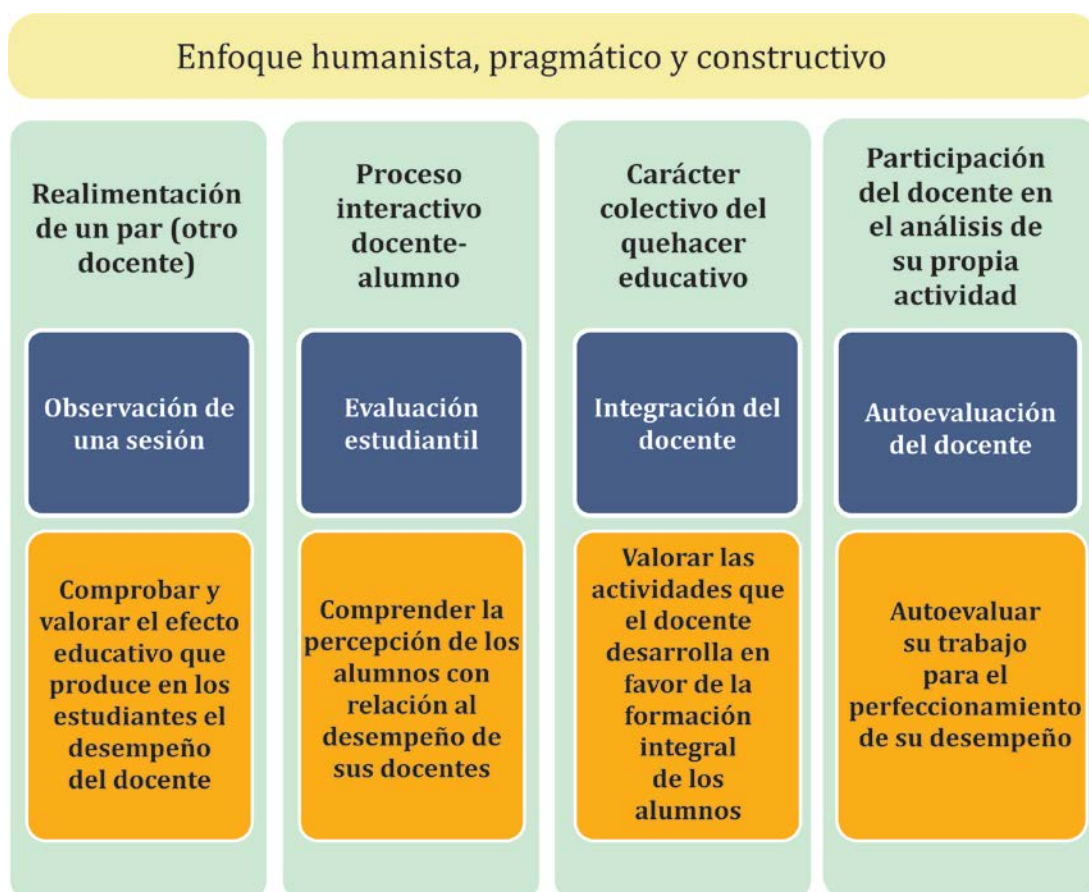 Enfoque humanista, pragmático y constructivo
Realimentación
de un par (otro
docente)
Observación de
una sesión
Comprobar y
valorar el efecto
educativo que
produce en los
estudiantes el
desempeño
del docente
Proceso
interactivo
docente-
alumno
Evaluación
estudiantil
Comprender la
percepción de los
alumnos con
relación al
desempeño de
sus docentes
Carácter
colectivo del
quehacer
educativo
Integración del
docente
Valorar las
actividades que
el docente
desarrolla en
favor de la
formación
integral
de los
alumnos
Participación
del docente en
el análisis de
su propia
actividad
Autoevaluación
del docente
Autoevaluar
su trabajo
para el
perfeccionamiento
de su desempeño